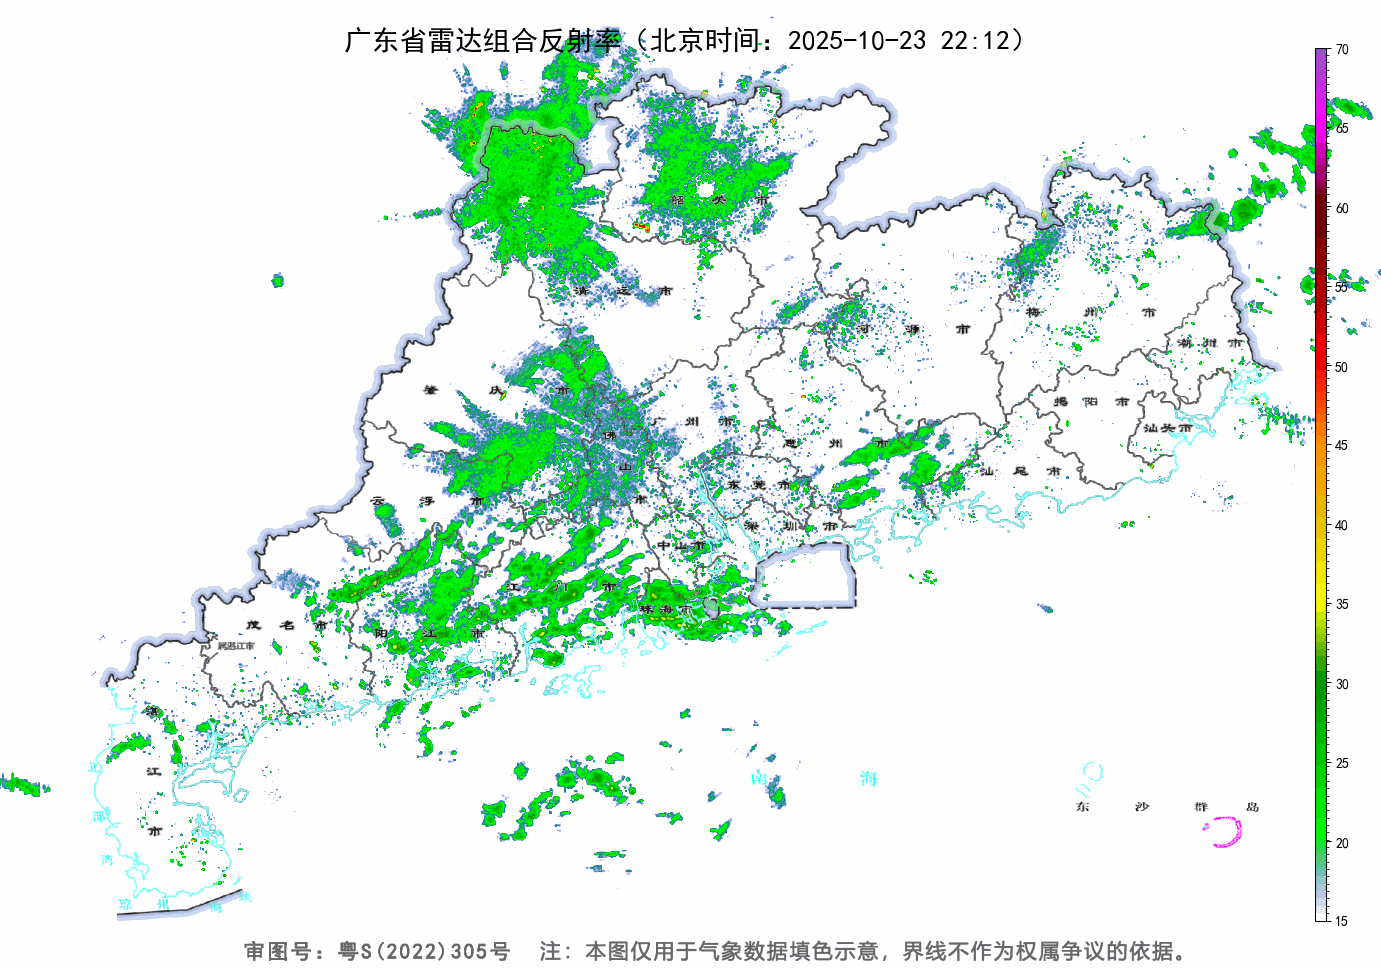 广东省雷达组合反射率（北京时间：2025-10-23 22:12）
70
65
60
55
50
45
40
35
30
25
20
15
韶 关 市
清 远 市
梅 州 市
河 源 市
潮 州 市
肇 庆 市
揭 阳 市
广 州 市
汕头市
佛 山 市
惠 州 市
汕 尾 市
东 莞 市
云 浮 市
深 圳 市
中山市
江 门 市
珠海市
茂 名 市
阳 江 市
属湛江市
湛 江 市
北 部 湾
南 海
东 沙 群 岛
琼 州 海 峡
审图号：粤S(2022)305号 注：本图仅用于气象数据填色示意，界线不作为权属争议的依据。